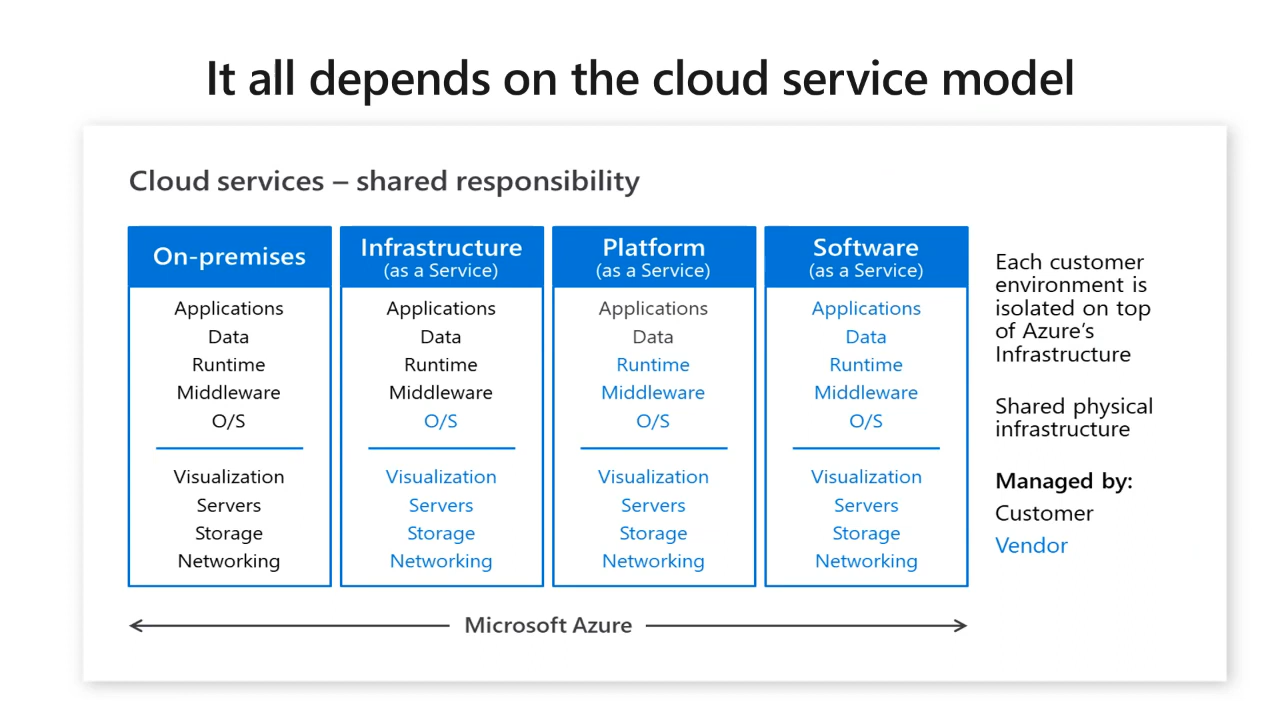 It all depends on the cloud service model
Cloud services – shared responsibility
On-premises
Applications
Data
Runtime
Middleware
O/S
Visualization
Servers
Storage
Networking
Infrastructure
(as a Service)
Applications
Data
Runtime
Middleware
O/S
Visualization
Servers
Storage
Networking
Platform
(as a Service)
Applications
Data
Runtime
Middleware
O/S
Visualization
Servers
Storage
Networking
Software
(as a Service)
Applications
Data
Runtime
Middleware
O/S
Visualization
Servers
Storage
Networking
Each customer
environment is
isolated on top
of Azure’s
Infrastructure
Shared physical
infrastructure
Managed by:
Customer
Vendor
Microsoft Azure